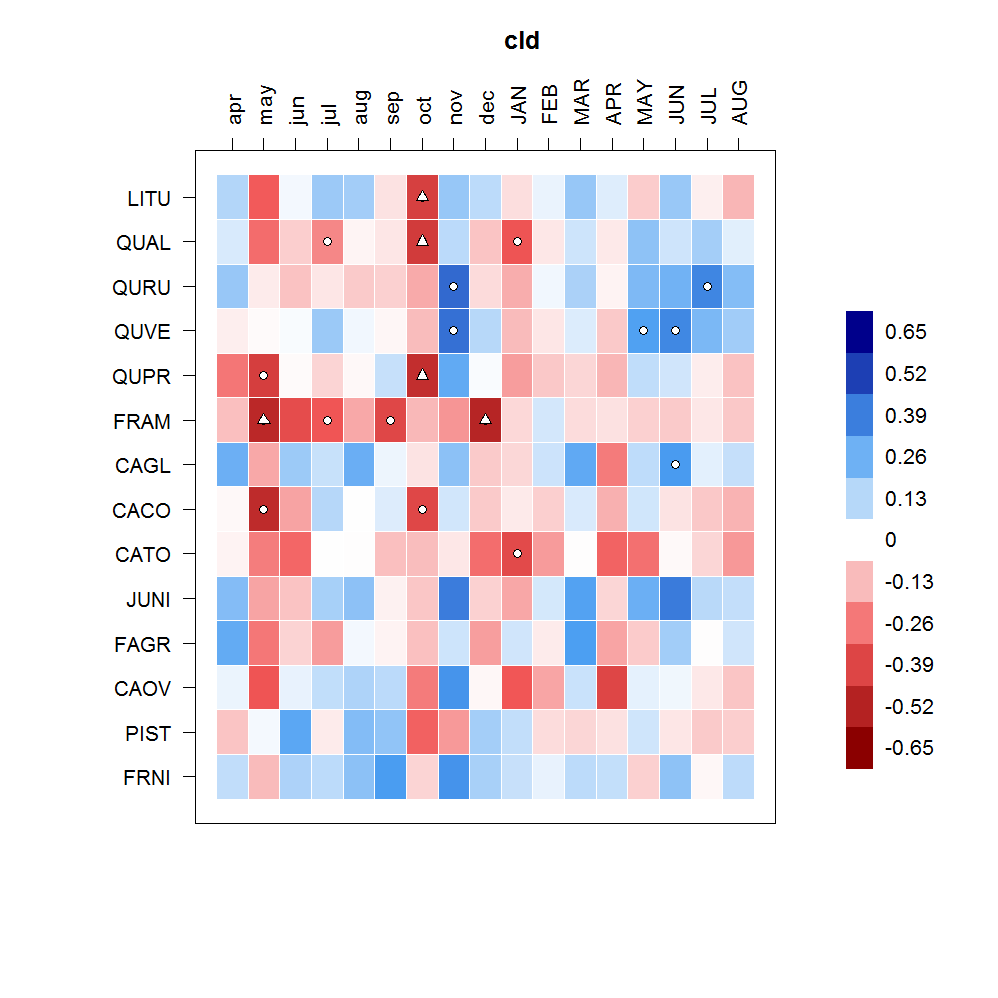 cld
apr may jun jul aug sep oct nov dec JAN FEB MAR APR MAY JUN JUL AUG
LITU
QUAL
QURU
QUVE
QUPR
FRAM
CAGL
CACO
CATO
JUNI
FAGR
CAOV
PIST
FRNI
0.65
0.52
0.39
0.26
0.13
0
-0.13
-0.26
-0.39
-0.52
-0.65